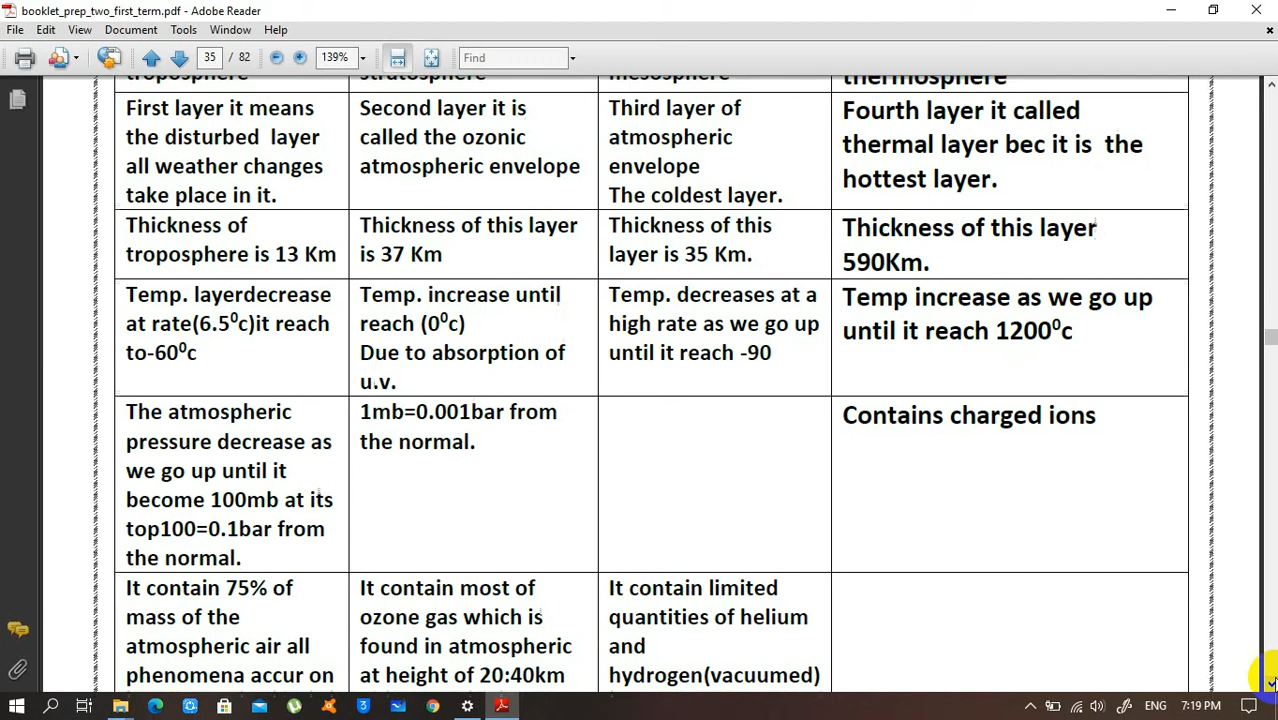 booklet_prep_two_first_term.pdf - Adobe Reader
File Edit View Document Tools Window Help
35 / 82 139% Find
troposphere stratosphere mesosphere thermosphere
First layer it means
the disturbed layer
all weather changes
take place in it.
Second layer it is
called the ozonic
atmospheric envelope
Third layer of
atmospheric
envelope
The coldest layer.
Fourth layer it called
thermal layer bec it is the
hottest layer.
Thickness of
troposphere is 13 Km
Thickness of this layer
is 37 Km
Thickness of this
layer is 35 Km.
Thickness of this layer
590Km.
Temp. layerdecrease
at rate(6.5⁰c)it reach
to-60⁰c
Temp. increase until
reach (0⁰c)
Due to absorption of
u.v.
Temp. decreases at a
high rate as we go up
until it reach -90
Temp increase as we go up
until it reach 1200⁰c
The atmospheric
pressure decrease as
we go up until it
become 100mb at its
top100=0.1bar from
the normal.
1mb=0.001bar from
the normal.
Contains charged ions
It contain 75% of
mass of the
atmospheric air all
phenomena accur on
It contain most of
ozone gas which is
found in atmospheric
at height of 20:40km
It contain limited
quantities of helium
and
hydrogen(vacuumed)
ENG 7:19 PM